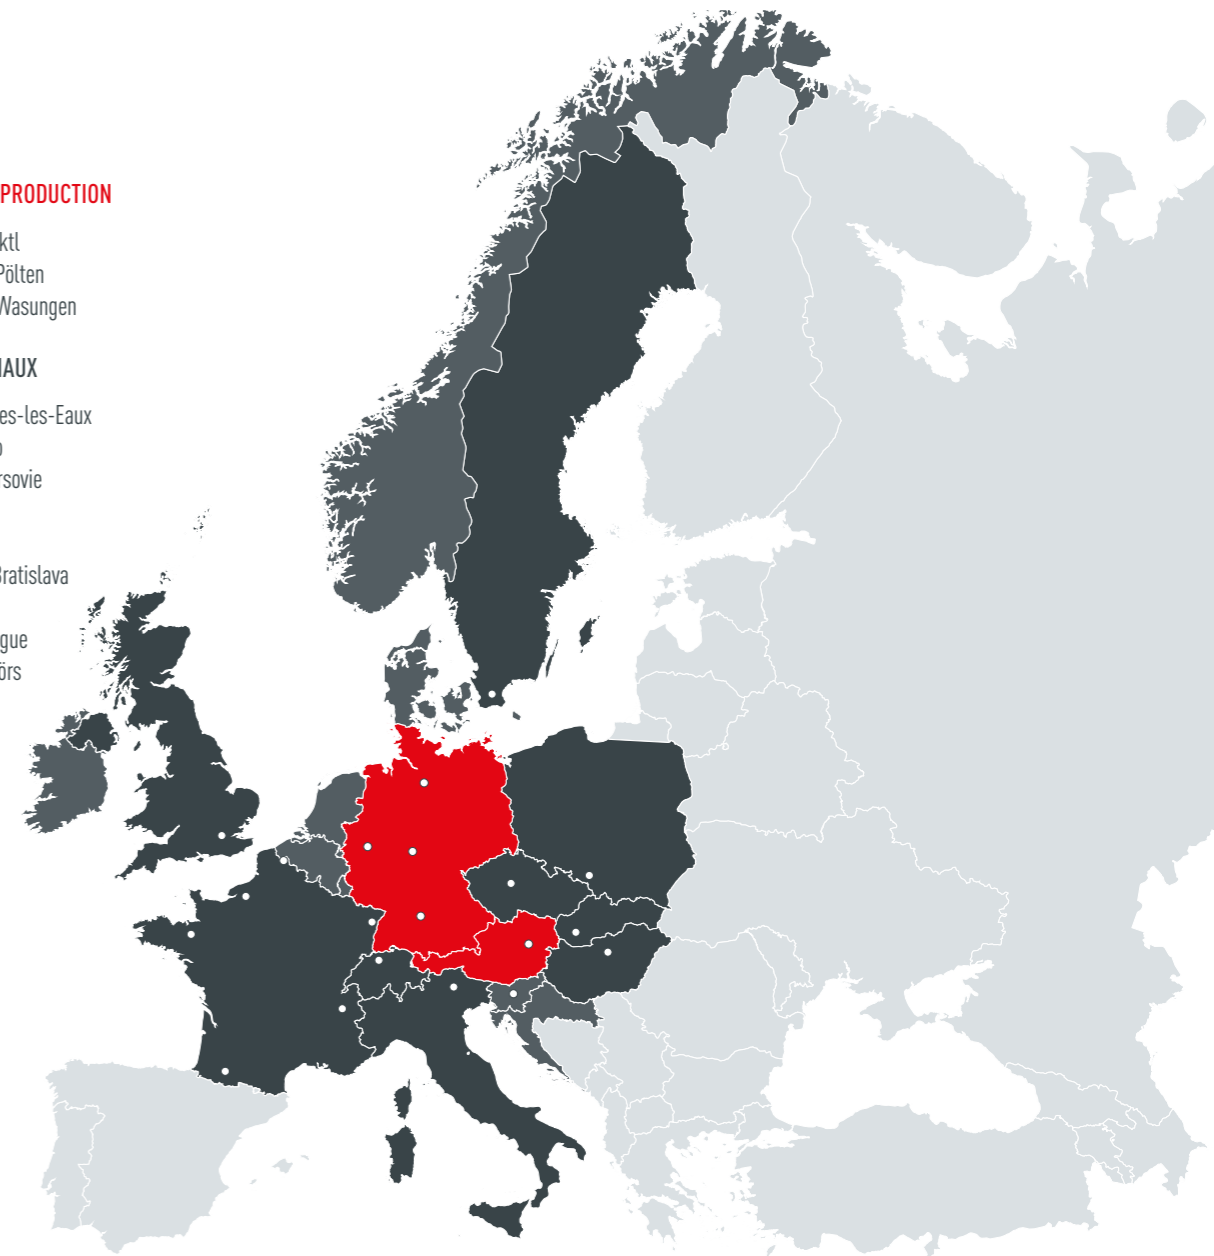 PRODUCTION
ktl
Pölten
Wasungen
IAUX
es-les-Eaux
o
rsovie
Bratislava
gue
örs